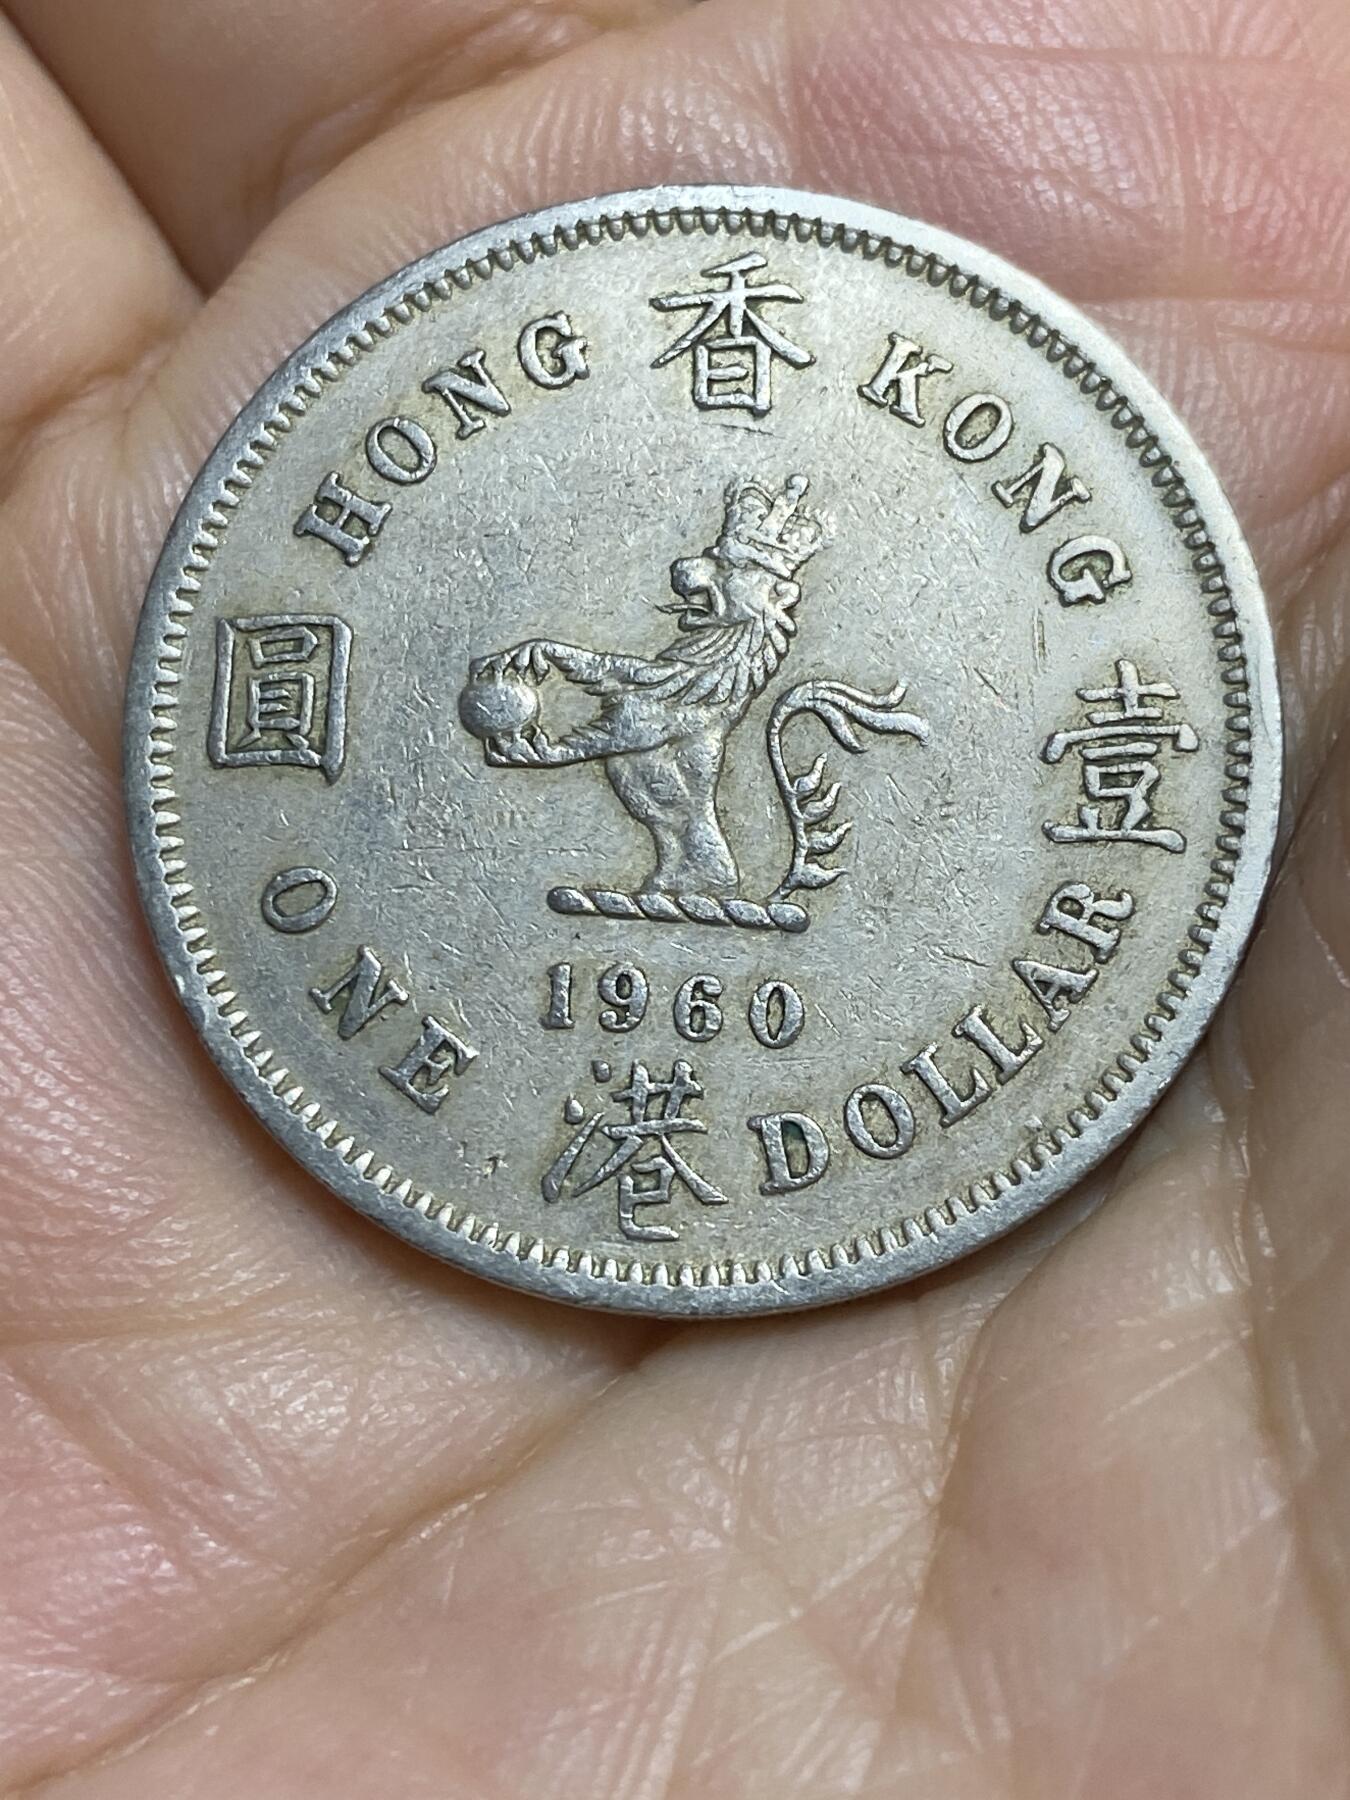 HONG KONG
香港
壹圓
1960
ONE DOLLAR